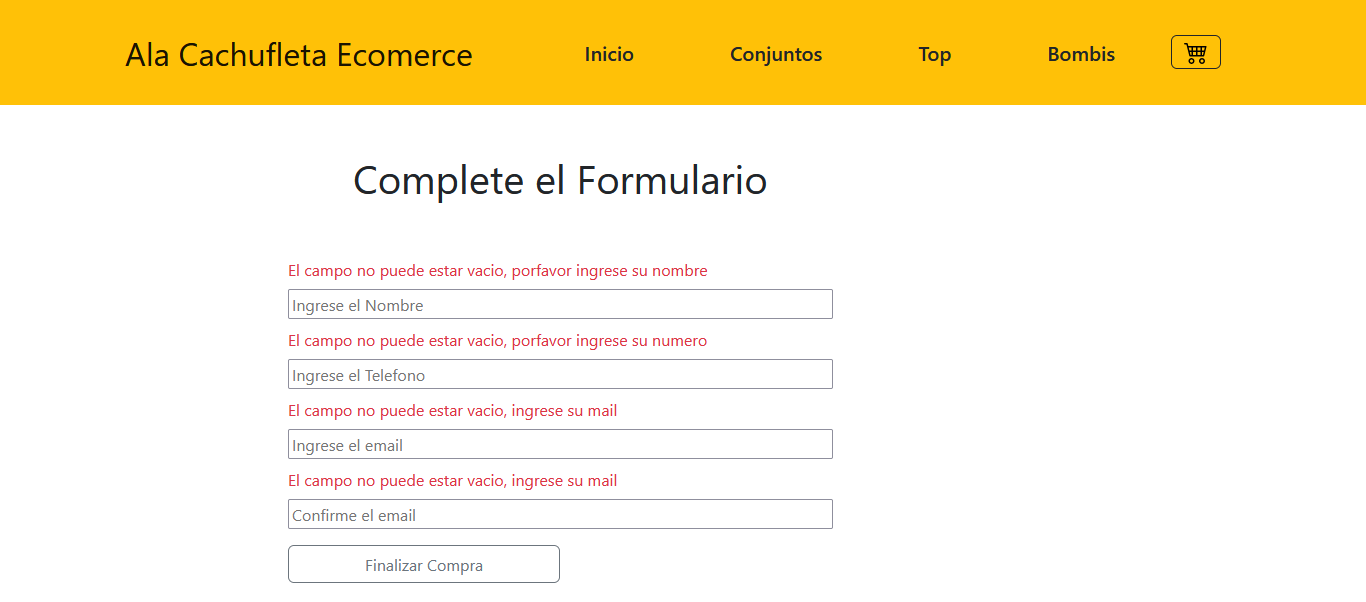 Ala Cachufleta Ecomerce Inicio Conjuntos Top Bombis
Complete el Formulario
El campo no puede estar vacio, porfavor ingrese su nombre
Ingrese el Nombre
El campo no puede estar vacio, porfavor ingrese su numero
Ingrese el Telefono
El campo no puede estar vacio, ingrese su mail
Ingrese el email
El campo no puede estar vacio, ingrese su mail
Confirme el email
Finalizar Compra